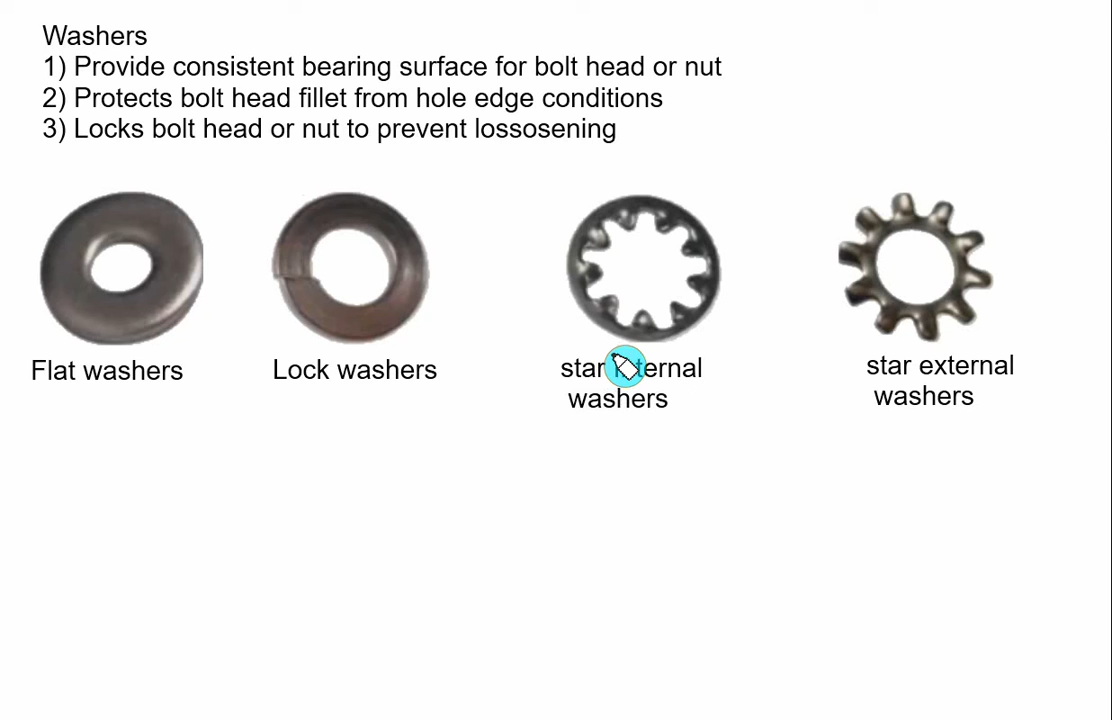 Washers
1) Provide consistent bearing surface for bolt head or nut
2) Protects bolt head fillet from hole edge conditions
3) Locks bolt head or nut to prevent lossosening
Flat washers
Lock washers
star
washers
star external
washers